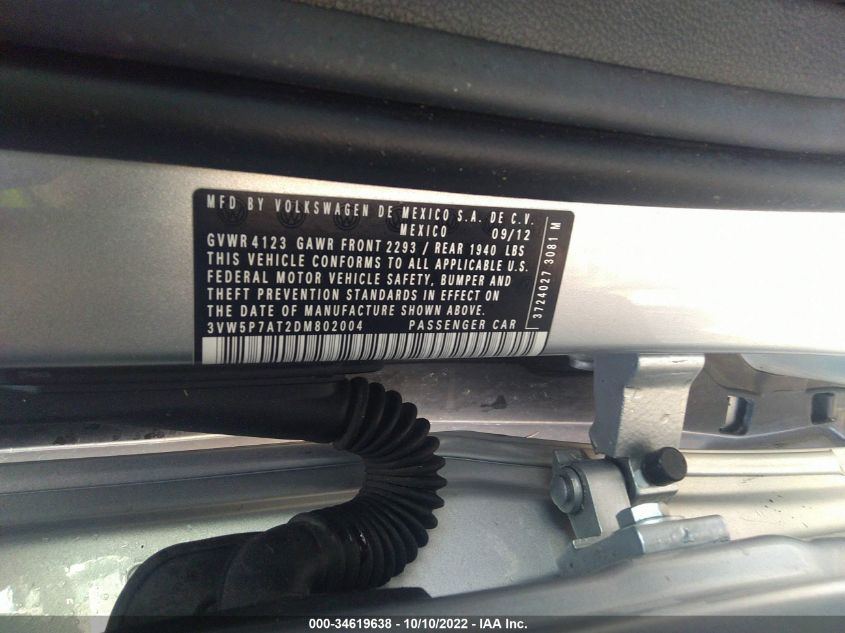 MFD BY VOLKSWAGEN DE MEXICO S.A. DE C.V.
MEXICO 09/12
GVWR 4123 GAWR FRONT 2293 / REAR 1940 LBS
THIS VEHICLE CONFORMS TO ALL APPLICABLE U.S.
FEDERAL MOTOR VEHICLE SAFETY, BUMPER AND
THEFT PREVENTION STANDARDS IN EFFECT ON
THE DATE OF MANUFACTURE SHOWN ABOVE.
3VW5P7AT2DM802004 PASSENGER CAR
3724027 3081 M
000-34619638 - 10/10/2022 - IAA Inc.